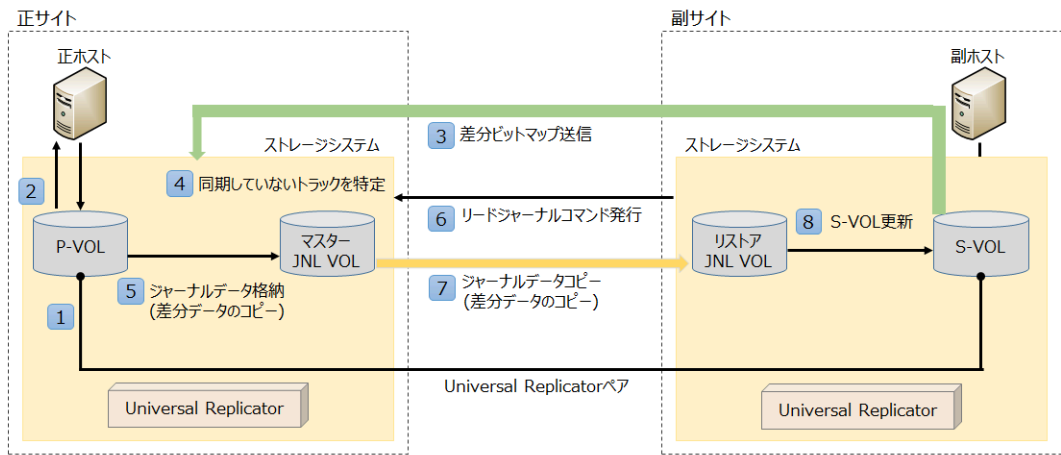 正サイト
副サイト
正ホスト
副ホスト
3 差分ビットマップ送信
ストレージシステム
ストレージシステム
2
4 同期していないトラックを特定
6 リードジャーナルコマンド発行
P-VOL
マスター
JNL VOL
リストア
JNL VOL
8 S-VOL更新
S-VOL
5 ジャーナルデータ格納
(差分データのコピー)
7 ジャーナルデータコピー
(差分データのコピー)
1
Universal Replicatorペア
Universal Replicator
Universal Replicator